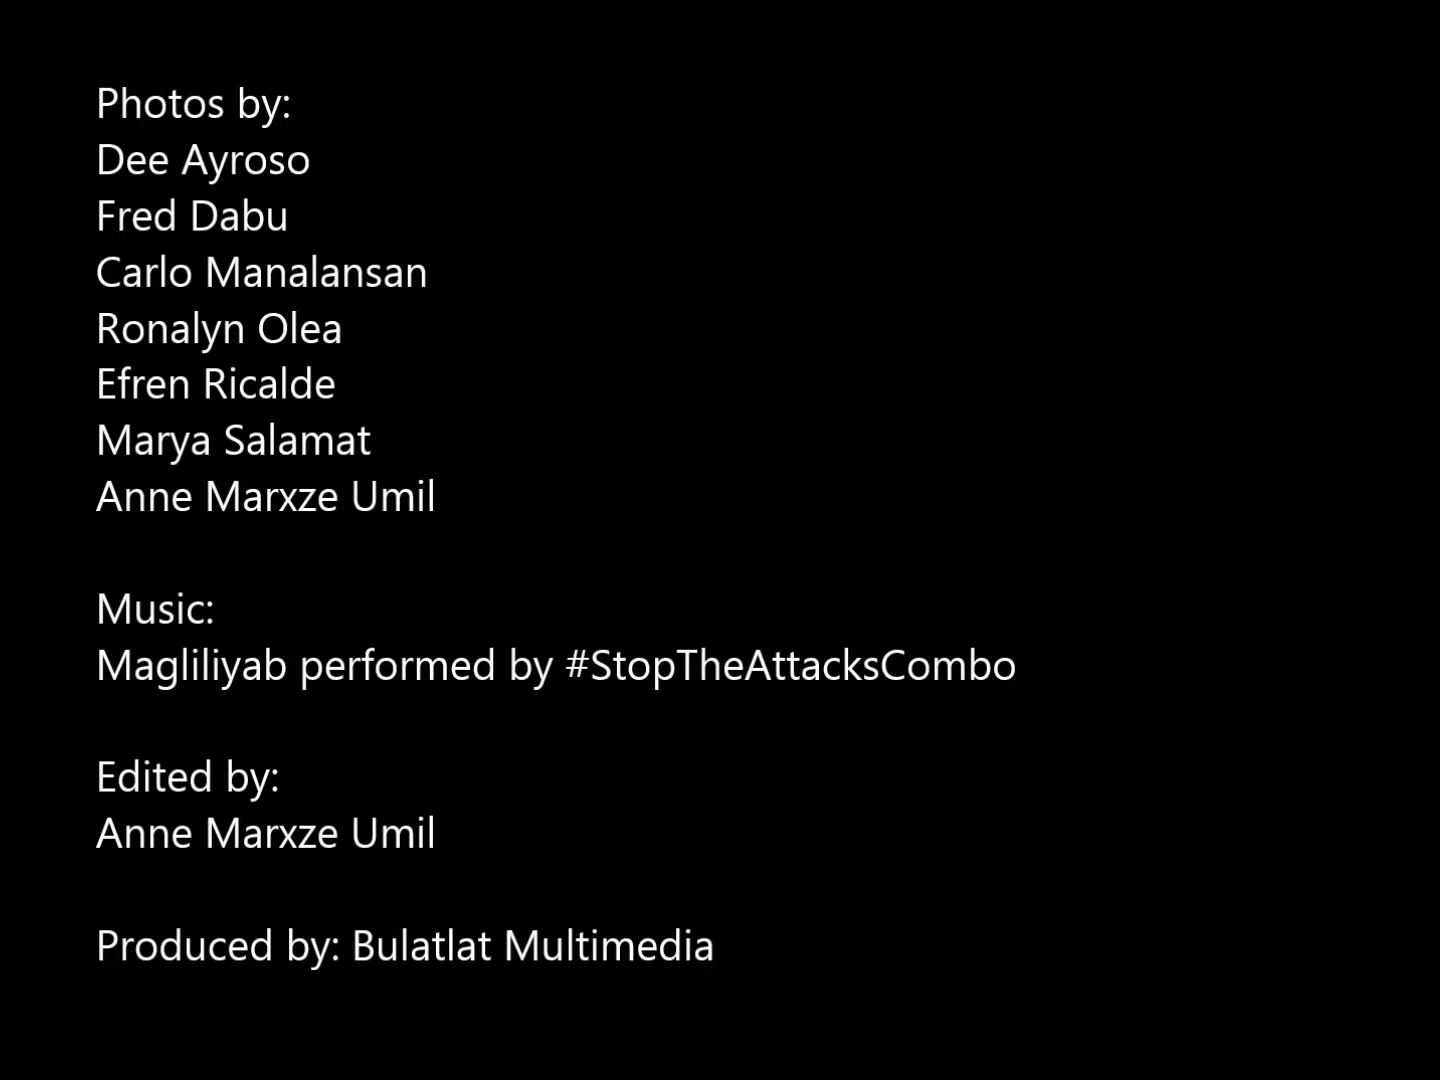 Photos by:
Dee Ayroso
Fred Dabu
Carlo Manalansan
Ronalyn Olea
Efren Ricalde
Marya Salamat
Anne Marxze Umil
Music:
Magliliyab performed by #StopTheAttacksCombo
Edited by:
Anne Marxze Umil
Produced by: Bulatlat Multimedia